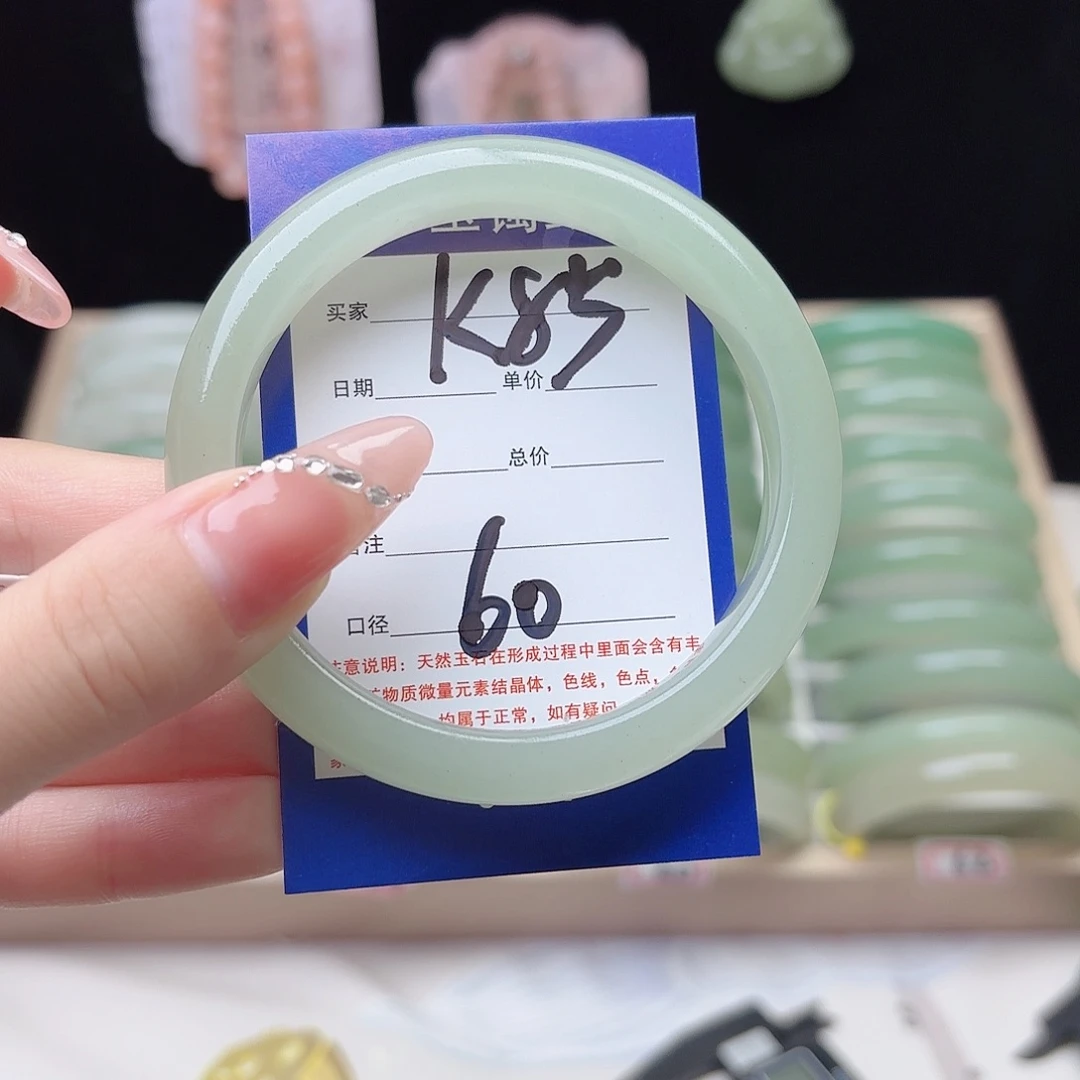 买家 K85
日期 单价
总价
注
口径 60
意说明：天然玉石在形成过程中里面会含有丰
物质微量元素结晶体，色线，色点，
均属于正常，如有疑问